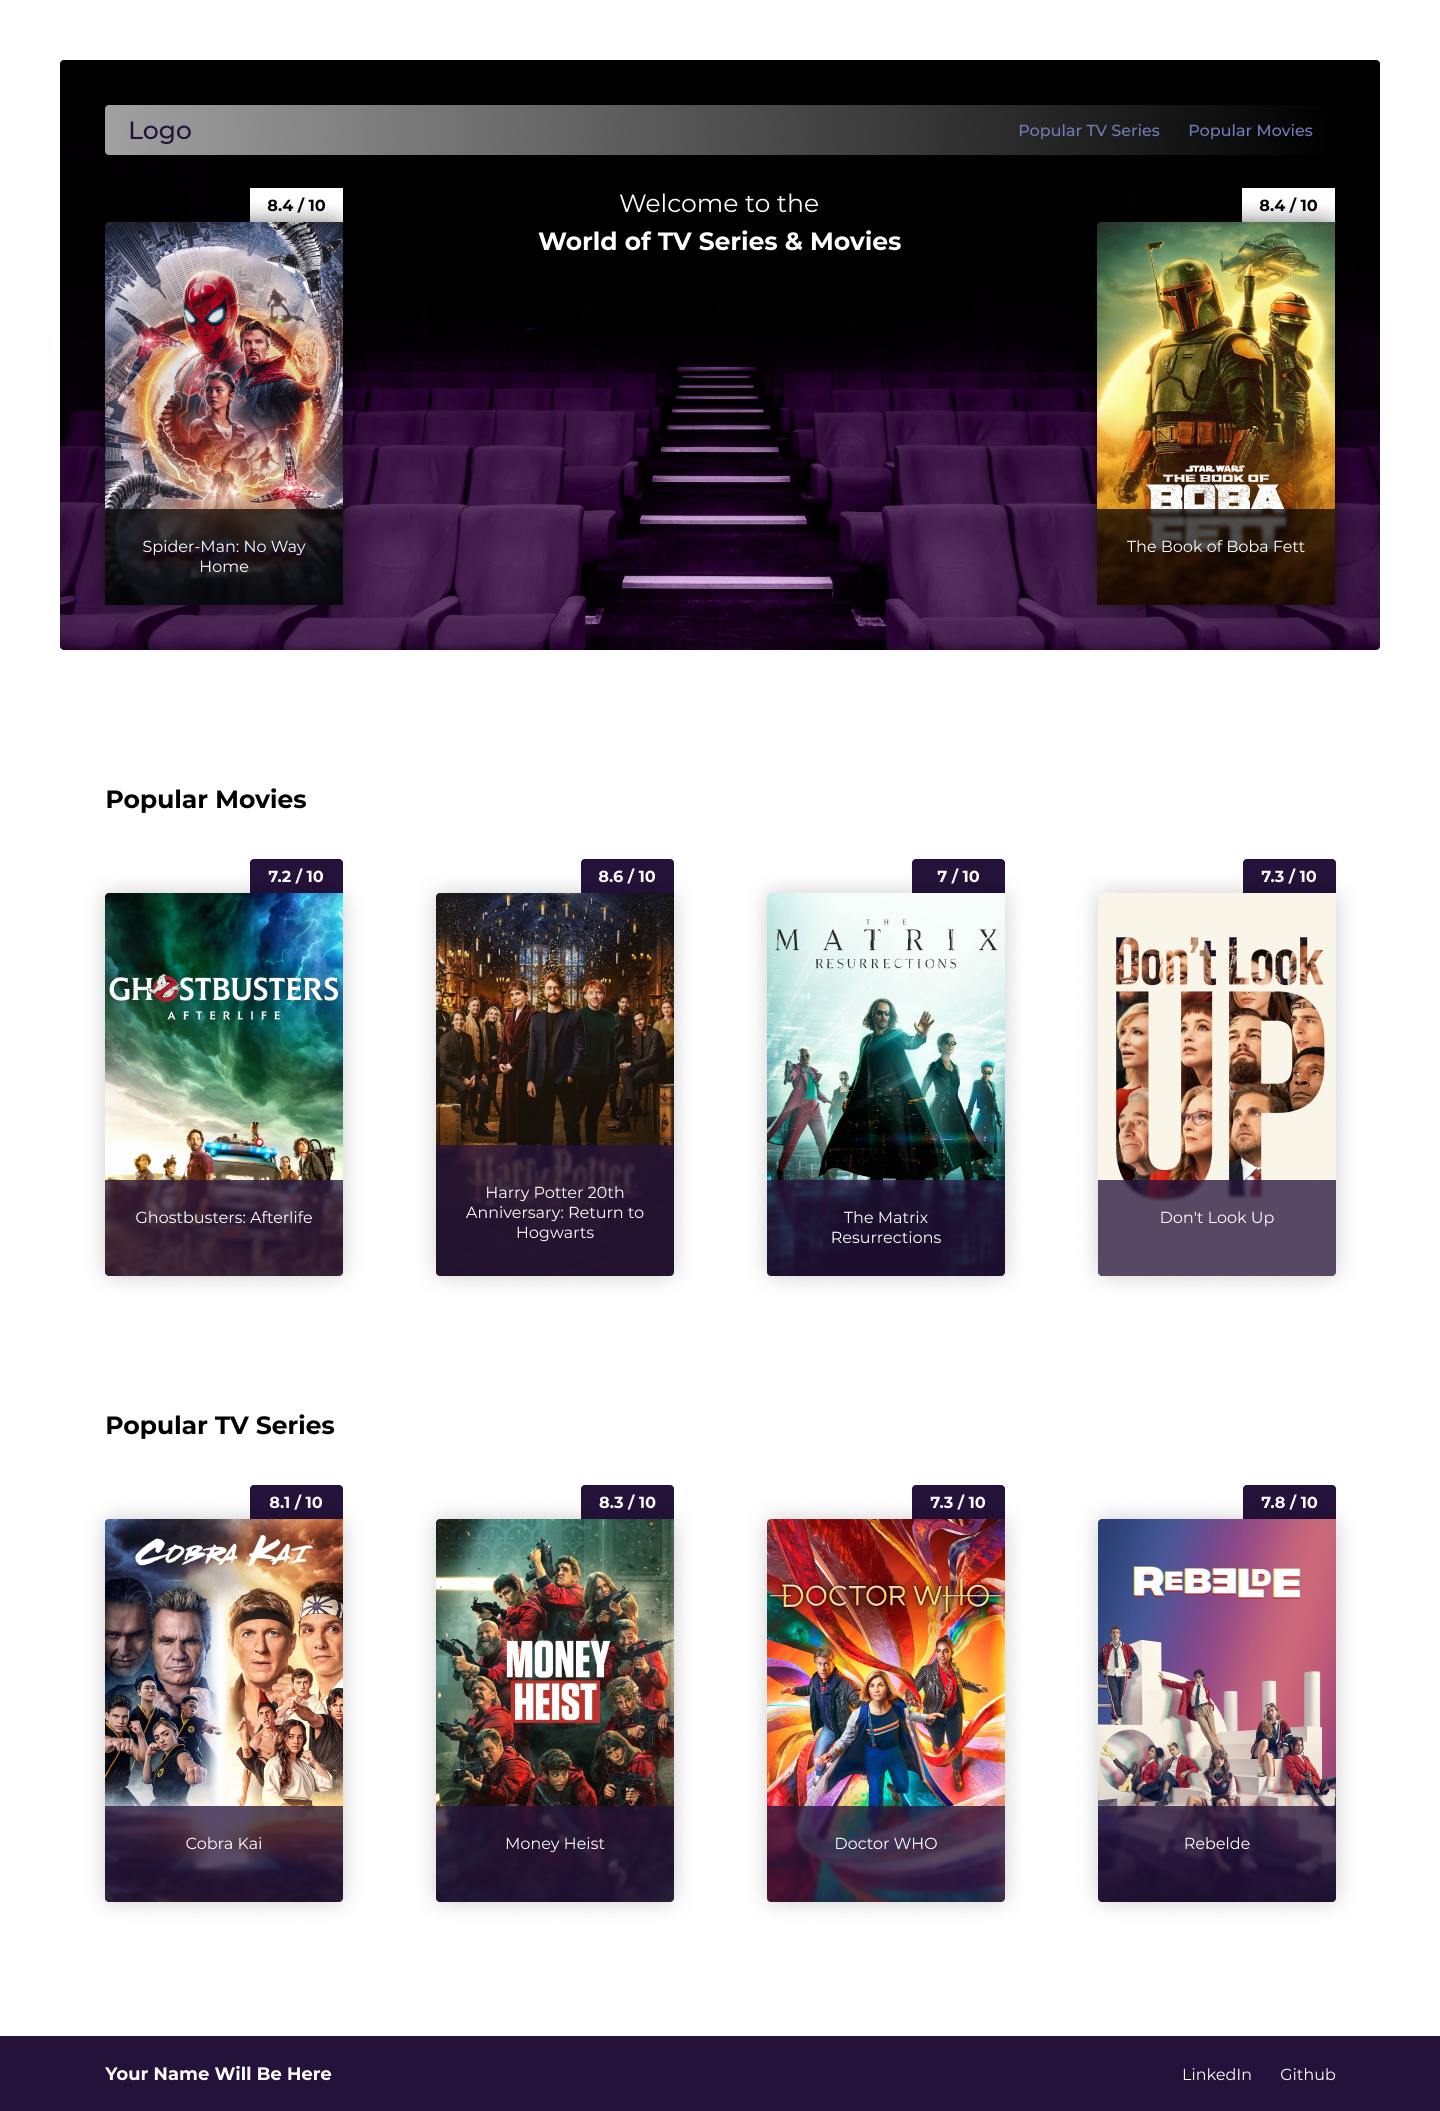 Logo
Popular TV Series
Popular Movies
Welcome to the
World of TV Series & Movies
8.4 / 10
Spider-Man: No Way
Home
8.4 / 10
STAR WARS
THE BOOK OF
BOBA
FETT
The Book of Boba Fett
Popular Movies
7.2 / 10
GHOSTBUSTERS
AFTERLIFE
Ghostbusters: Afterlife
8.6 / 10
Harry Potter
Harry Potter 20th
Anniversary: Return to
Hogwarts
7 / 10
THE
MATRIX
RESURRECTIONS
The Matrix
Resurrections
7.3 / 10
Don't Look
UP
Don't Look Up
Popular TV Series
8.1 / 10
COBRA KAI
Cobra Kai
8.3 / 10
MONEY
HEIST
Money Heist
7.3 / 10
DOCTOR WHO
Doctor WHO
7.8 / 10
REBELDE
Rebelde
Your Name Will Be Here
LinkedIn
Github